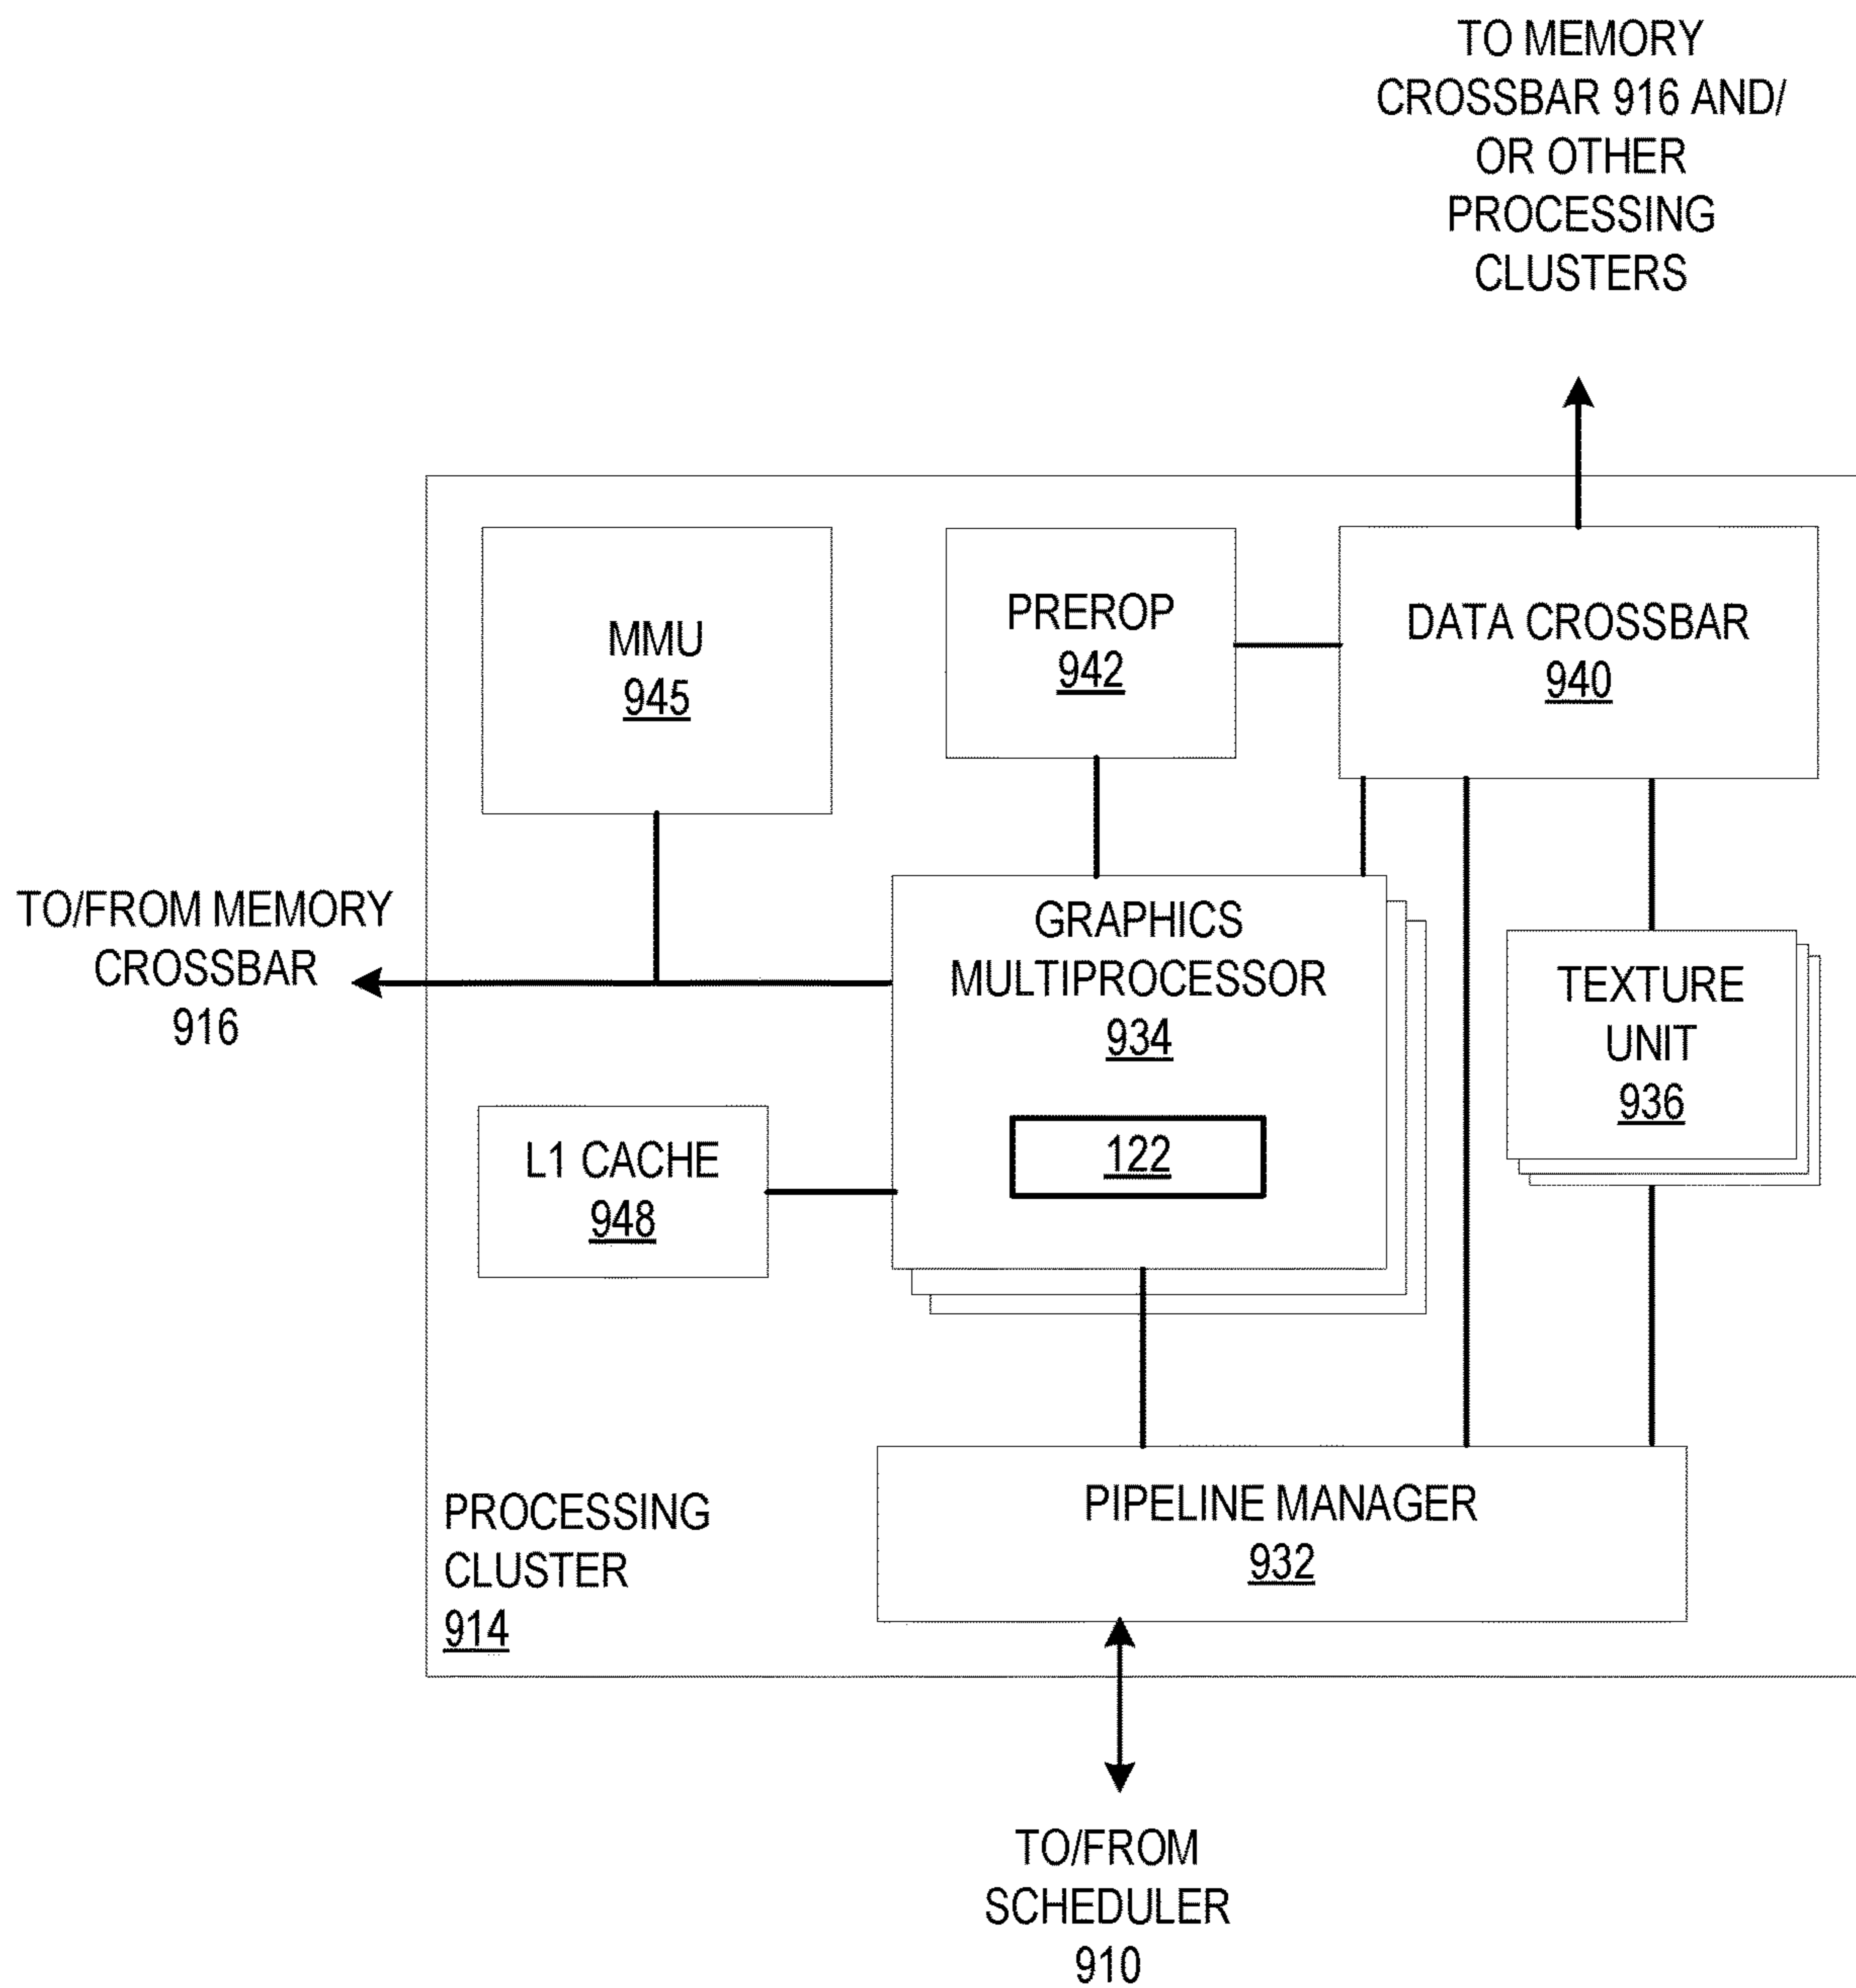 TO MEMORY
CROSSBAR 916 AND/
OR OTHER
PROCESSING
CLUSTERS
MMU
945
PREROP
942
DATA CROSSBAR
940
TO/FROM MEMORY
CROSSBAR
916
GRAPHICS
MULTIPROCESSOR
934
122
TEXTURE
UNIT
936
L1 CACHE
948
PIPELINE MANAGER
932
PROCESSING
CLUSTER
914
TO/FROM
SCHEDULER
910